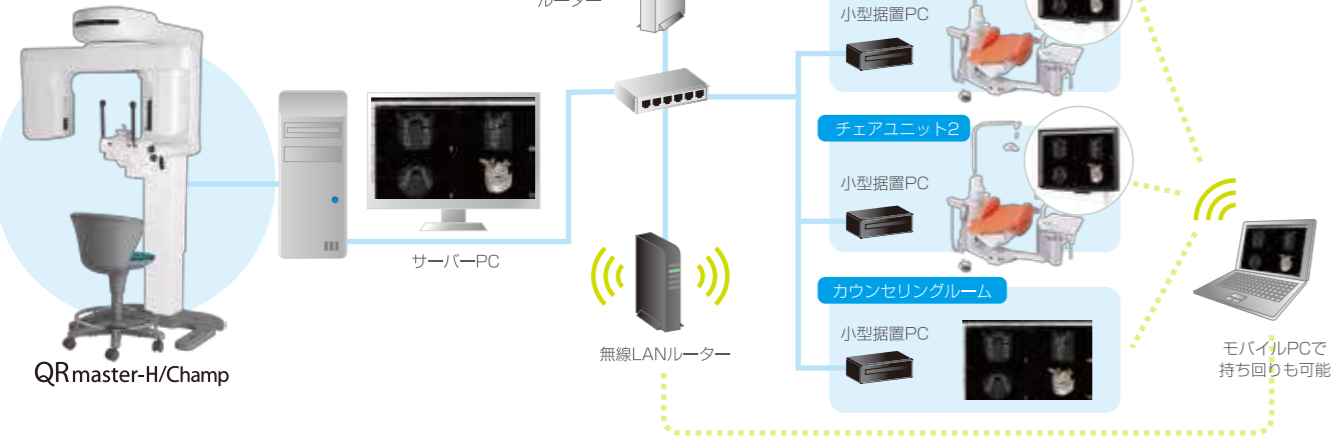 ルーター
小型据置PC
チェアユニット2
小型据置PC
サーバーPC
カウンセリングルーム
小型据置PC
無線LANルーター
モバイルPCで
持ち回りも可能
QRmaster-H/Champ